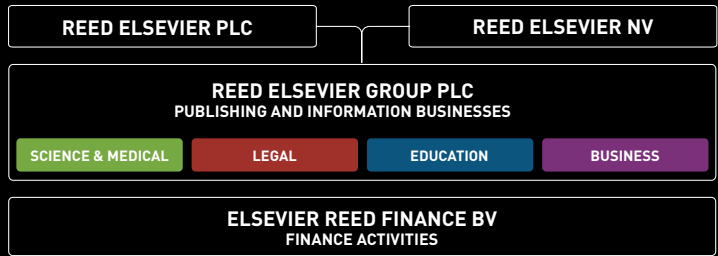 REED ELSEVIER PLC
REED ELSEVIER NV
REED ELSEVIER GROUP PLC
PUBLISHING AND INFORMATION BUSINESSES
SCIENCE & MEDICAL
LEGAL
EDUCATION
BUSINESS
ELSEVIER REED FINANCE BV
FINANCE ACTIVITIES